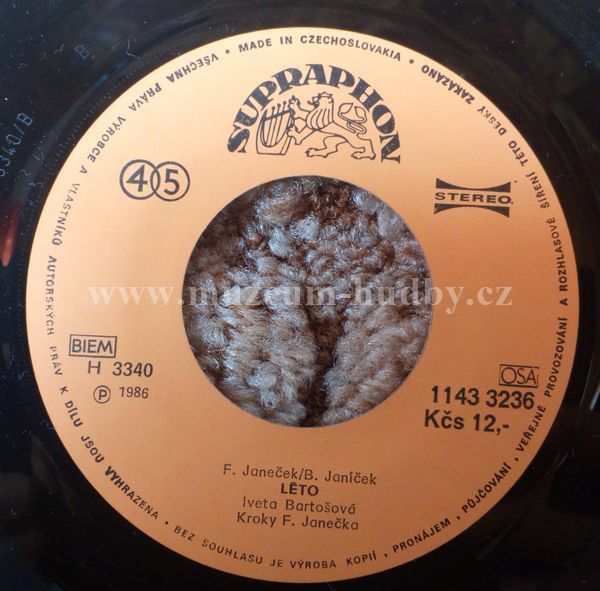 VŠECHNA PRÁVA VÝROBCE A VLASTNÍKŮ AUTORSKÝCH PRÁV K DÍLU JSOU VYHRAZENA • BEZ SOUHLASU JE VÝROBA KOPIÍ, PRONÁJEM, PŮJČOVÁNÍ, VEŘEJNÉ PROVOZOVÁNÍ A ROZHLASOVÉ ŠÍŘENÍ TÉTO DESKY ZAKÁZÁNO • MADE IN CZECHOSLOVAKIA •
SUPRAPHON
45
STEREO
www.muzeum-hudby.cz
BIEM
H 3340
Ⓟ 1986
OSA
1143 3236
Kčs 12,-
F. Janeček/B. Janíček
LÉTO
Iveta Bartošová
Kroky F. Janečka
3340/B